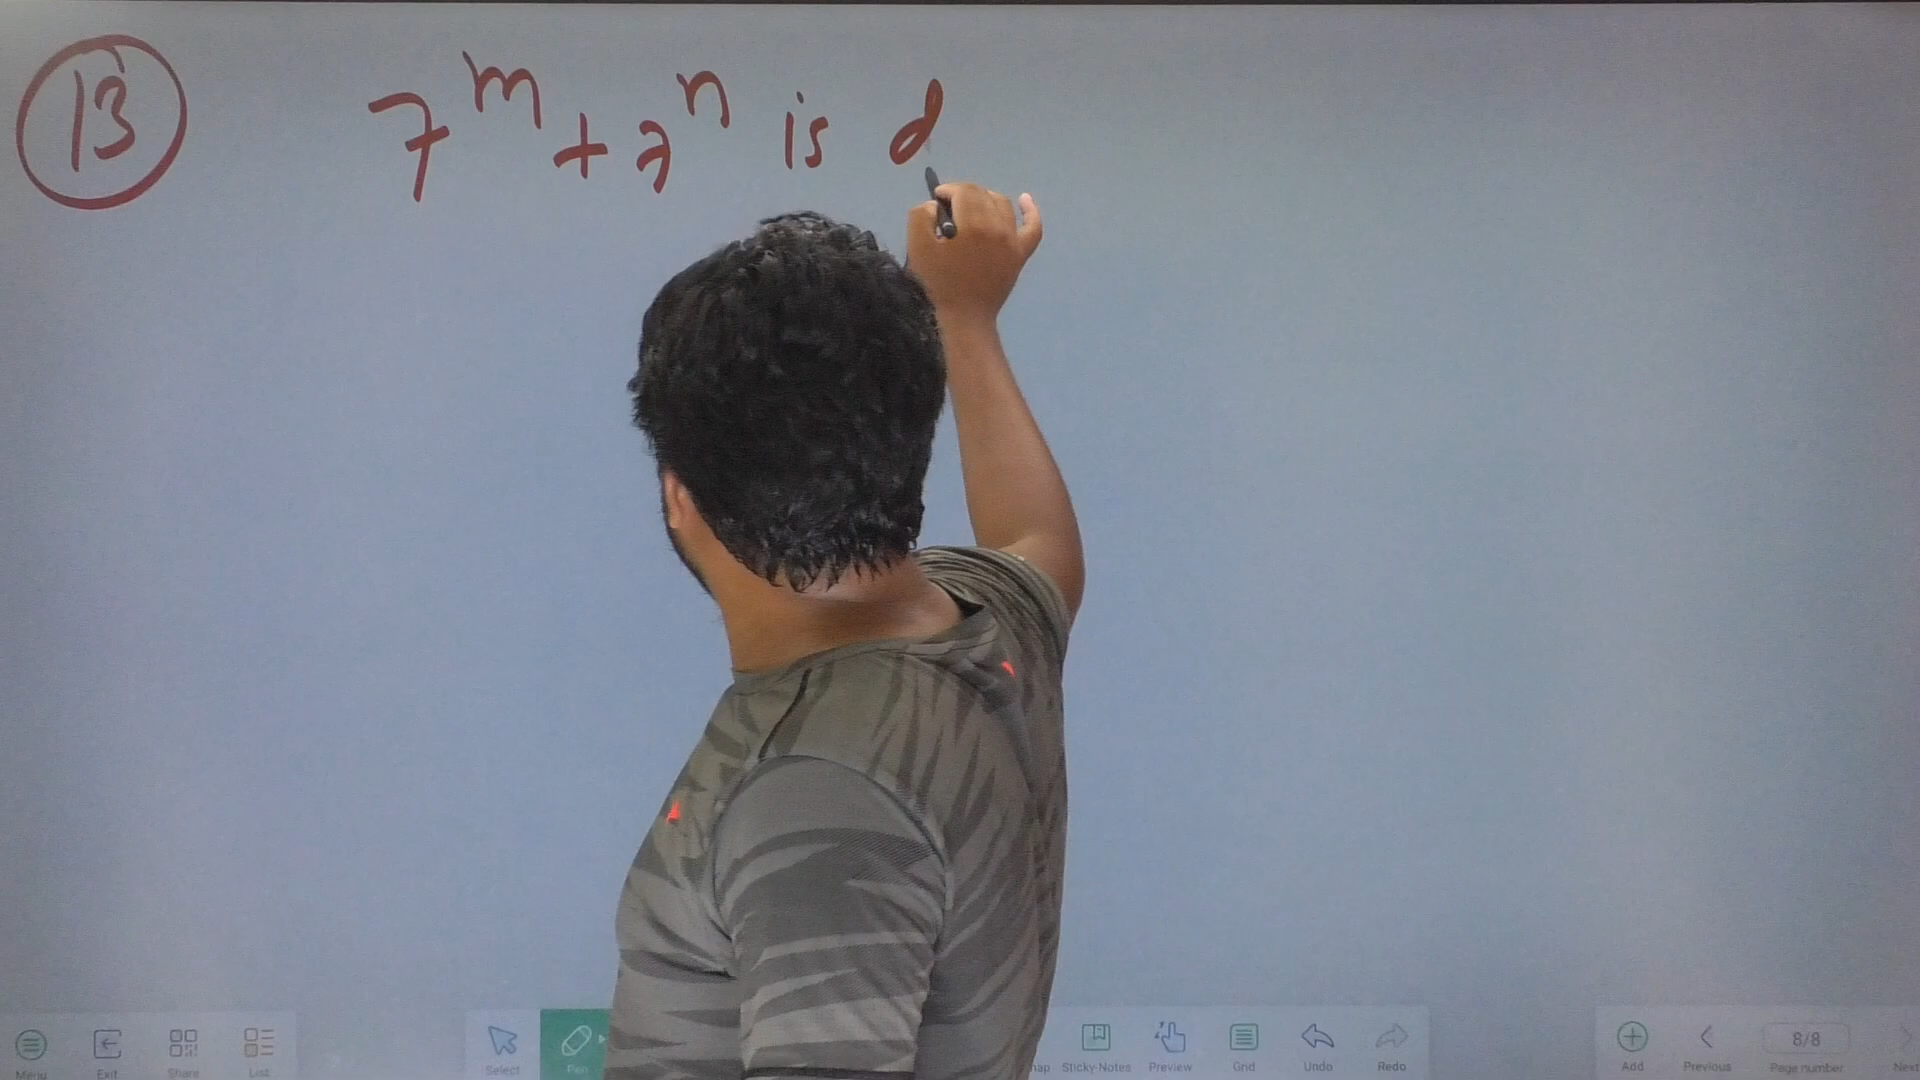 13 7^m + 7^n is d
Menu Exit Share List Select Pen Sticky-Notes Preview Grid Undo Redo Add Previous 8/8 Page number Next